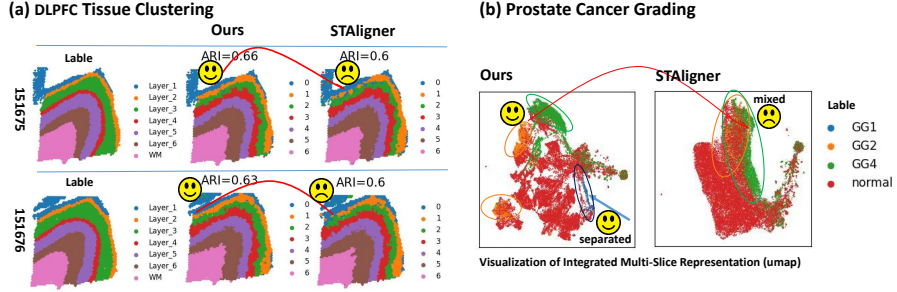 (a) DLPFC Tissue Clustering
Ours
STAligner
151675
Lable
Layer_1
Layer_2
Layer_3
Layer_4
Layer_5
Layer_6
WM
ARI=0.66
0
1
2
3
4
5
6
ARI=0.6
0
1
2
3
4
5
6
151676
Lable
Layer_1
Layer_2
Layer_3
Layer_4
Layer_5
Layer_6
WM
ARI=0.63
0
1
2
3
4
5
6
ARI=0.6
0
1
2
3
4
5
6
(b) Prostate Cancer Grading
Ours
separated
STAligner
mixed
Lable
GG1
GG2
GG4
normal
Visualization of Integrated Multi-Slice Representation (umap)